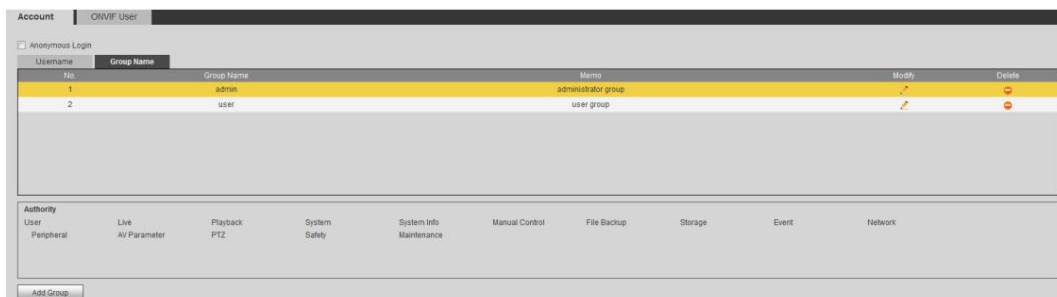 Account ONVIF User
Anonymous Login
Username Group Name
No. Group Name Memo Modify Delete
1 admin administrator group
2 user user group
Authority
User Live Playback System System Info Manual Control File Backup Storage Event Network
Peripheral AV Parameter PTZ Safety Maintenance
Add Group